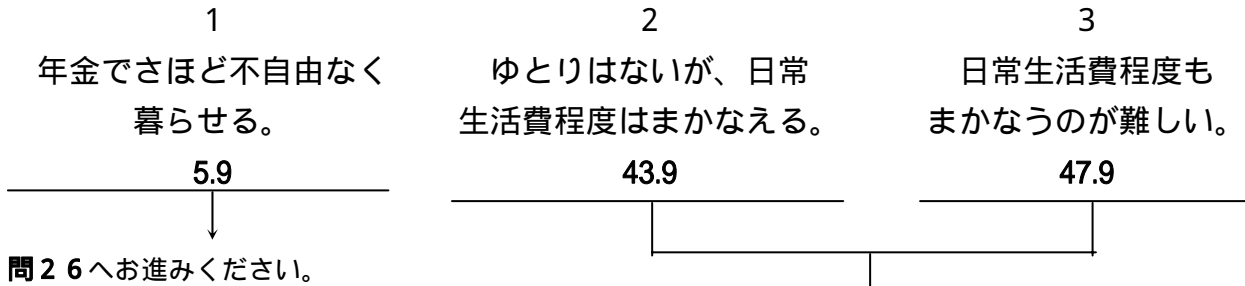 1
年金でさほど不自由なく
暮らせる。
5.9
問２６へお進みください。
2
ゆとりはないが、日常
生活費程度はまかなえる。
43.9
3
日常生活費程度も
まかなうのが難しい。
47.9